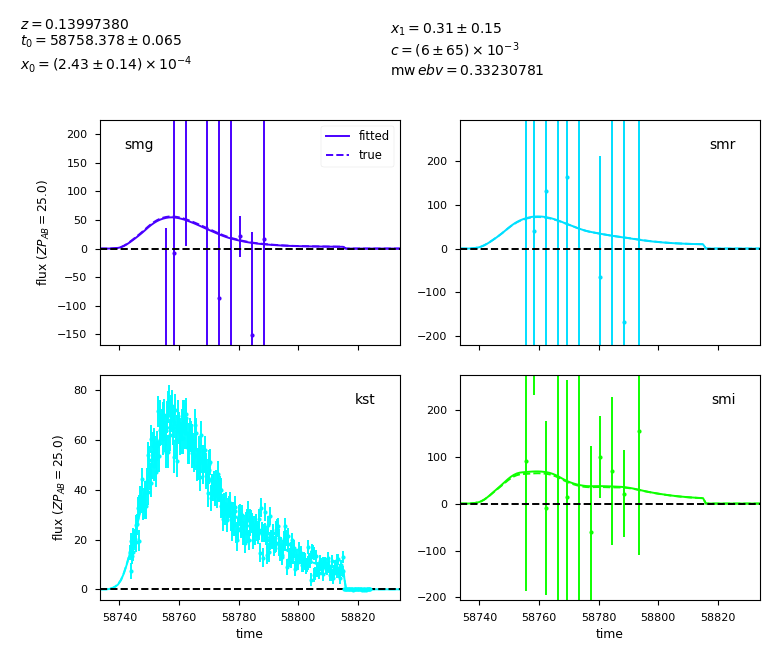 z = 0.13997380
t₀ = 58758.378 ± 0.065
x₀ = (2.43 ± 0.14) × 10⁻⁴
x₁ = 0.31 ± 0.15
c = (6 ± 65) × 10⁻³
mw ebv = 0.33230781
smg
fitted
true
200
150
100
50
0
−50
−100
−150
flux (ZP_AB = 25.0)
smr
200
100
0
−100
−200
kst
80
60
40
20
0
flux (ZP_AB = 25.0)
58740 58760 58780 58800 58820
time
smi
200
100
0
−100
−200
58740 58760 58780 58800 58820
time